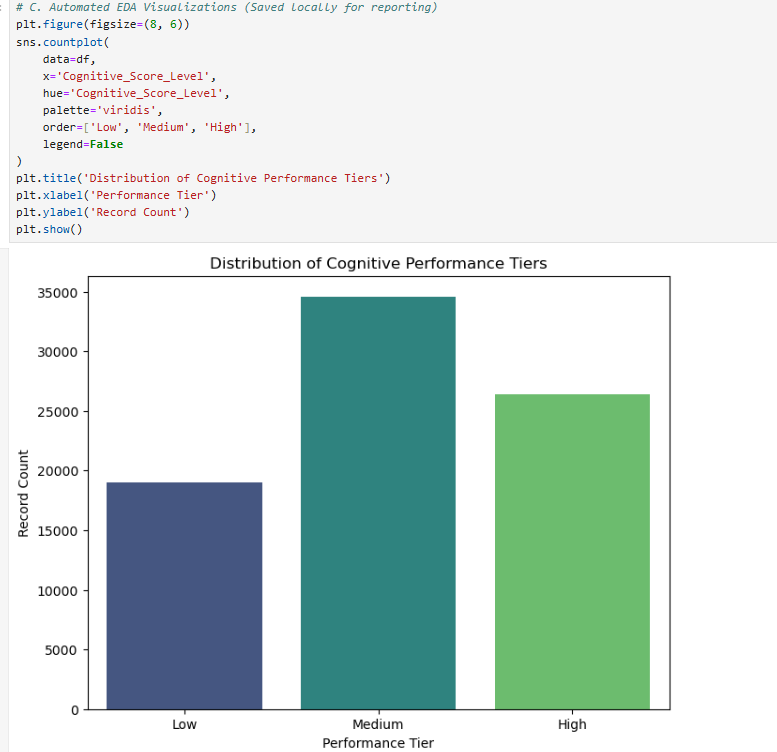 # C. Automated EDA Visualizations (Saved locally for reporting)
plt.figure(figsize=(8, 6))
sns.countplot(
    data=df,
    x='Cognitive_Score_Level',
    hue='Cognitive_Score_Level',
    palette='viridis',
    order=['Low', 'Medium', 'High'],
    legend=False
)
plt.title('Distribution of Cognitive Performance Tiers')
plt.xlabel('Performance Tier')
plt.ylabel('Record Count')
plt.show()
Distribution of Cognitive Performance Tiers
35000
30000
25000
20000
15000
10000
5000
0
Record Count
Low Medium High
Performance Tier